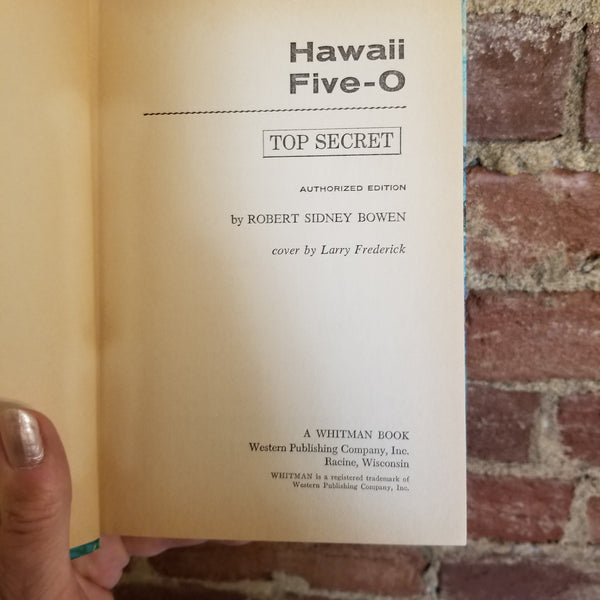 Hawaii
Five-O
TOP SECRET
AUTHORIZED EDITION
by ROBERT SIDNEY BOWEN
cover by Larry Frederick
A WHITMAN BOOK
Western Publishing Company, Inc.
Racine, Wisconsin
WHITMAN is a registered trademark of
Western Publishing Company, Inc.